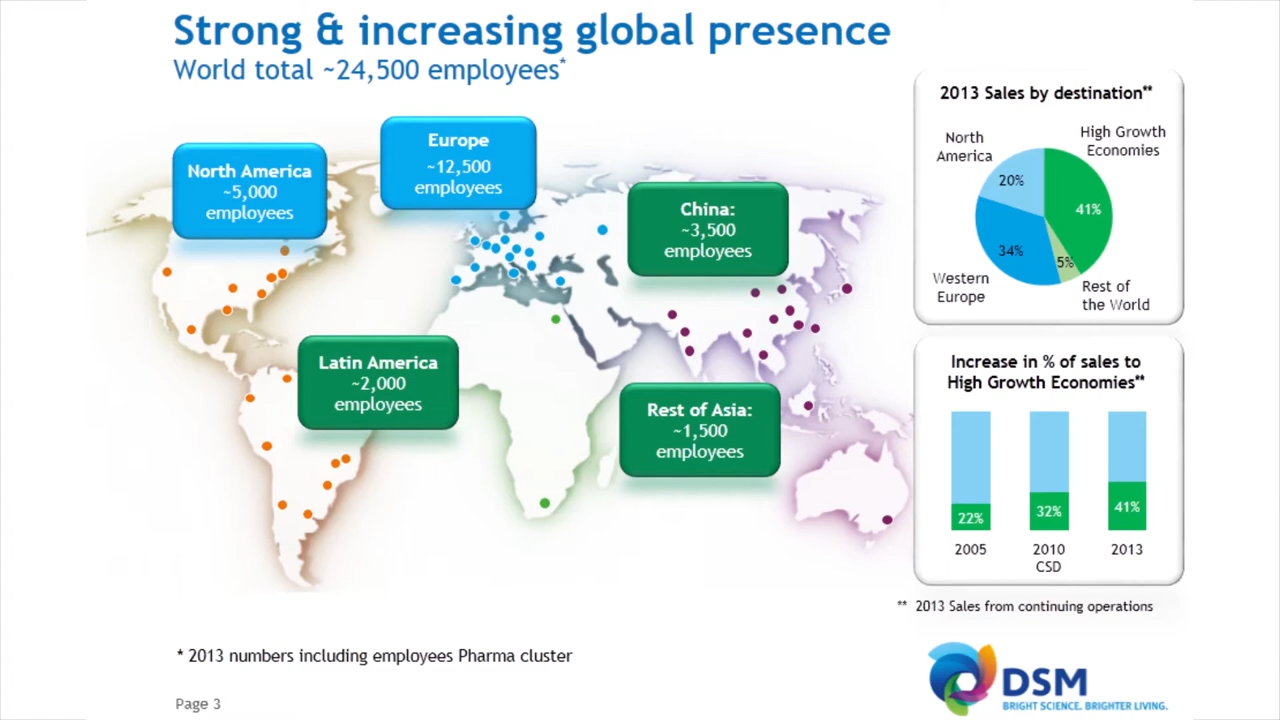 Strong & increasing global presence
World total ~24,500 employees*
North America
~5,000
employees
Europe
~12,500
employees
China:
~3,500
employees
Latin America
~2,000
employees
Rest of Asia:
~1,500
employees
2013 Sales by destination**
North
America
High Growth
Economies
20%
41%
34%
5%
Western
Europe
Rest of
the World
Increase in % of sales to
High Growth Economies**
22%
32%
41%
2005
2010
CSD
2013
** 2013 Sales from continuing operations
* 2013 numbers including employees Pharma cluster
Page 3
DSM
BRIGHT SCIENCE. BRIGHTER LIVING.